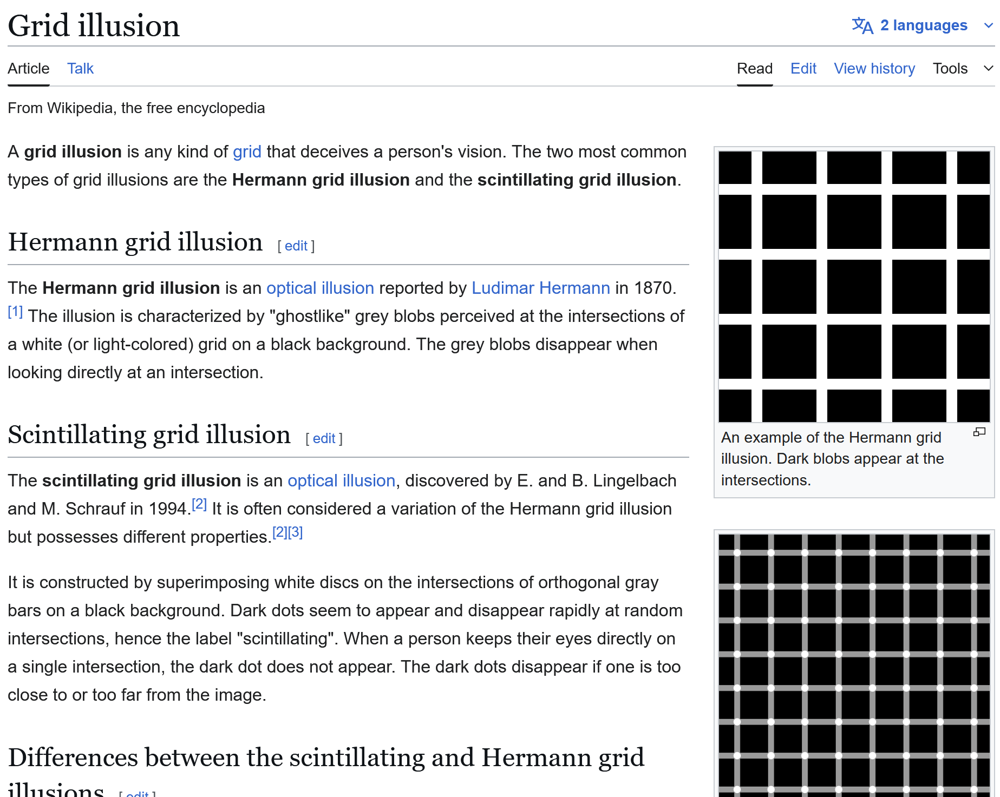 Grid illusion
文A 2 languages
Article Talk
Read Edit View history Tools
From Wikipedia, the free encyclopedia
A grid illusion is any kind of grid that deceives a person's vision. The two most common
types of grid illusions are the Hermann grid illusion and the scintillating grid illusion.
Hermann grid illusion [ edit ]
The Hermann grid illusion is an optical illusion reported by Ludimar Hermann in 1870.
[1] The illusion is characterized by "ghostlike" grey blobs perceived at the intersections of
a white (or light-colored) grid on a black background. The grey blobs disappear when
looking directly at an intersection.
Scintillating grid illusion [ edit ]
The scintillating grid illusion is an optical illusion, discovered by E. and B. Lingelbach
and M. Schrauf in 1994.[2] It is often considered a variation of the Hermann grid illusion
but possesses different properties.[2][3]
It is constructed by superimposing white discs on the intersections of orthogonal gray
bars on a black background. Dark dots seem to appear and disappear rapidly at random
intersections, hence the label "scintillating". When a person keeps their eyes directly on
a single intersection, the dark dot does not appear. The dark dots disappear if one is too
close to or too far from the image.
Differences between the scintillating and Hermann grid
illusions [ edit ]
An example of the Hermann grid
illusion. Dark blobs appear at the
intersections.